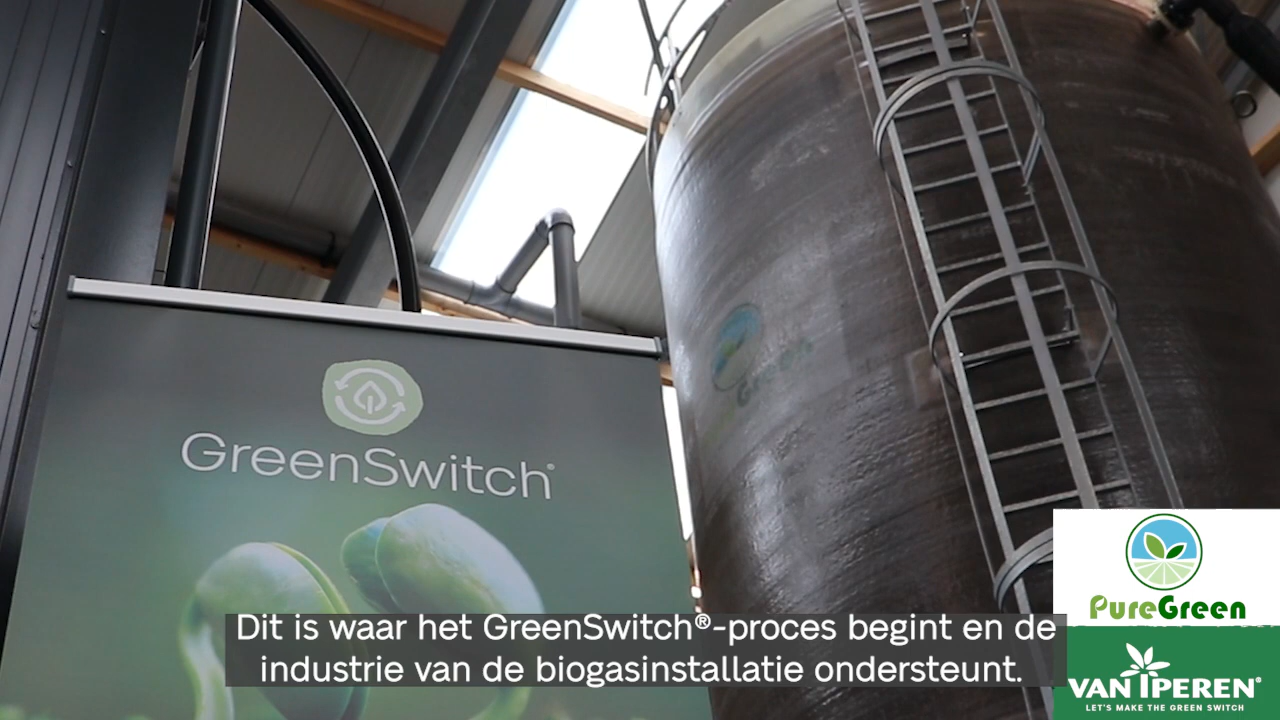 GreenSwitch®
Green
Dit is waar het GreenSwitch®-proces begint en de
industrie van de biogasinstallatie ondersteunt.
PureGreen
VAN IPEREN®
LET'S MAKE THE GREEN SWITCH